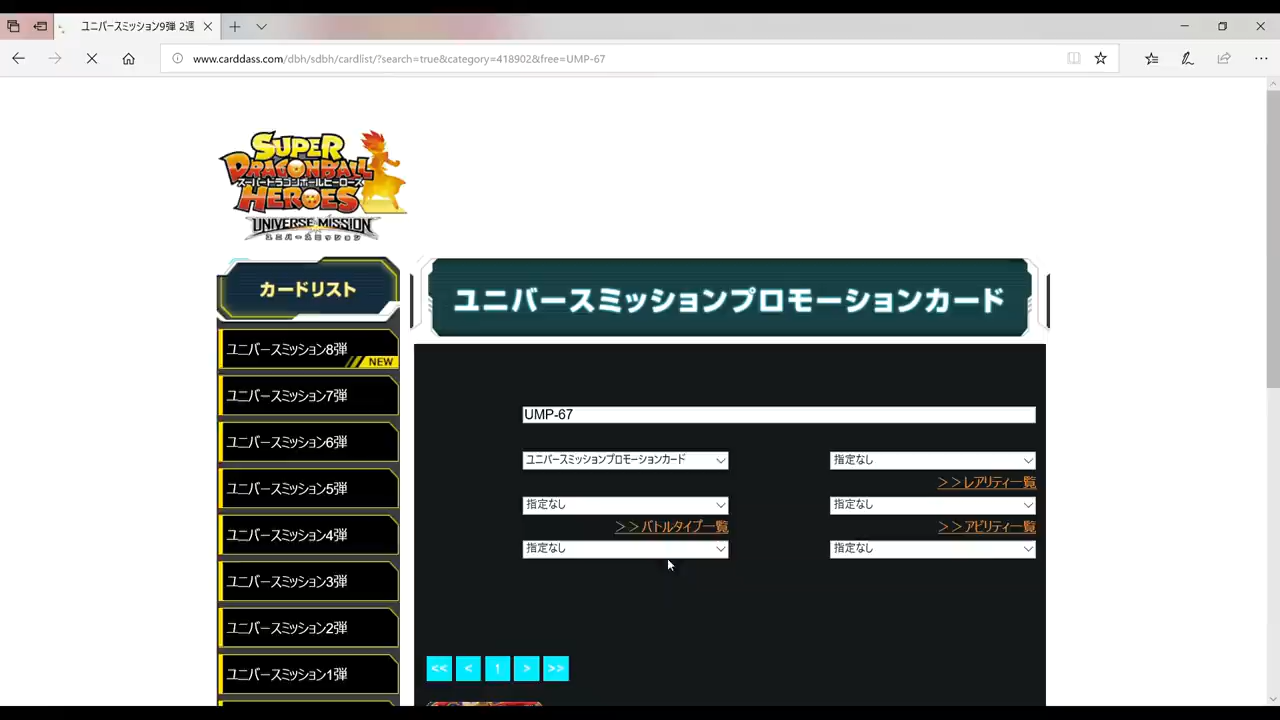 ユニバースミッション9弾 2週
www.carddass.com/dbh/sdbh/cardlist/?search=true&category=418902&free=UMP-67
SUPER
DRAGONBALL
スーパードラゴンボールヒーローズ
HEROES
UNIVERSE MISSION
ユニバースミッション
カードリスト
ユニバースミッションプロモーションカード
ユニバースミッション8弾
NEW
ユニバースミッション7弾
ユニバースミッション6弾
ユニバースミッション5弾
ユニバースミッション4弾
ユニバースミッション3弾
ユニバースミッション2弾
ユニバースミッション1弾
UMP-67
ユニバースミッションプロモーションカード
指定なし
>>レアリティ一覧
指定なし
指定なし
>>バトルタイプ一覧
>>アビリティ一覧
指定なし
指定なし
<< < 1 > >>